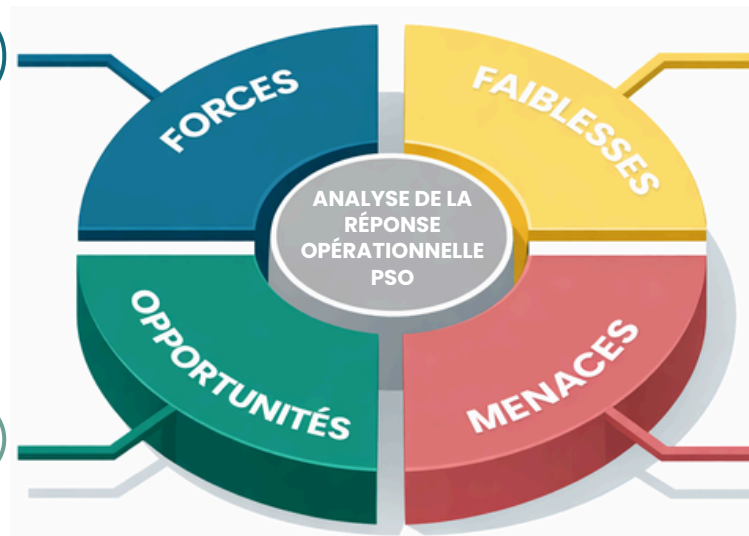 FORCES
FAIBLESSES
ANALYSE DE LA
RÉPONSE
OPÉRATIONNELLE
PSO
OPPORTUNITÉS
MENACES